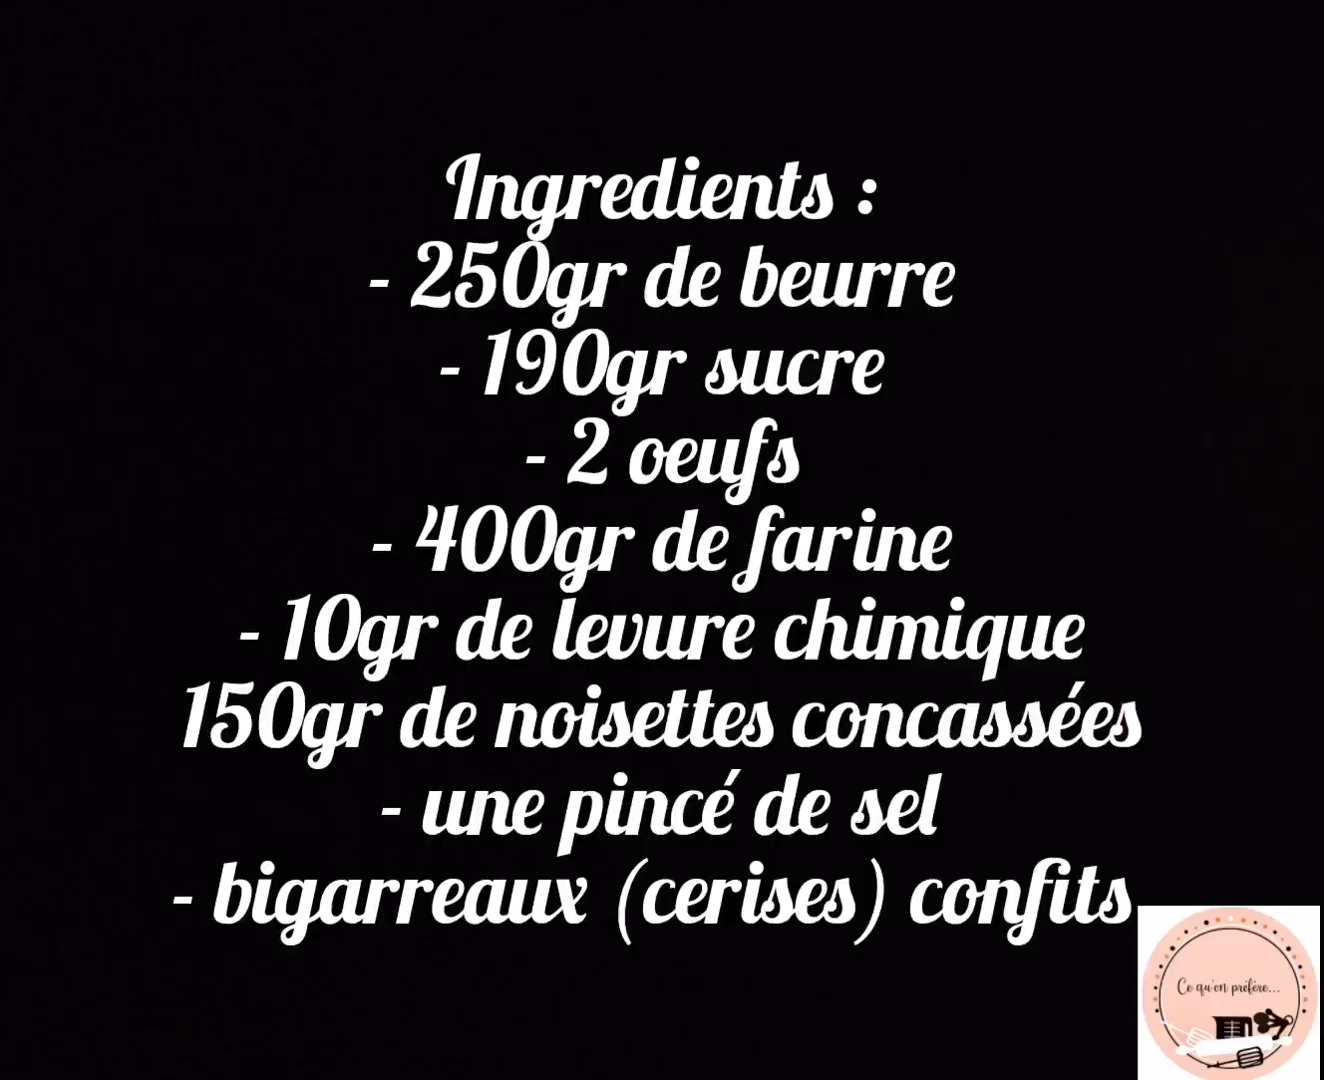 Ingredients :
- 250gr de beurre
- 190gr sucre
- 2 oeufs
- 400gr de farine
- 10gr de levure chimique
150gr de noisettes concassées
- une pincé de sel
- bigarreaux (cerises) confits
Ce qu'en préfère...